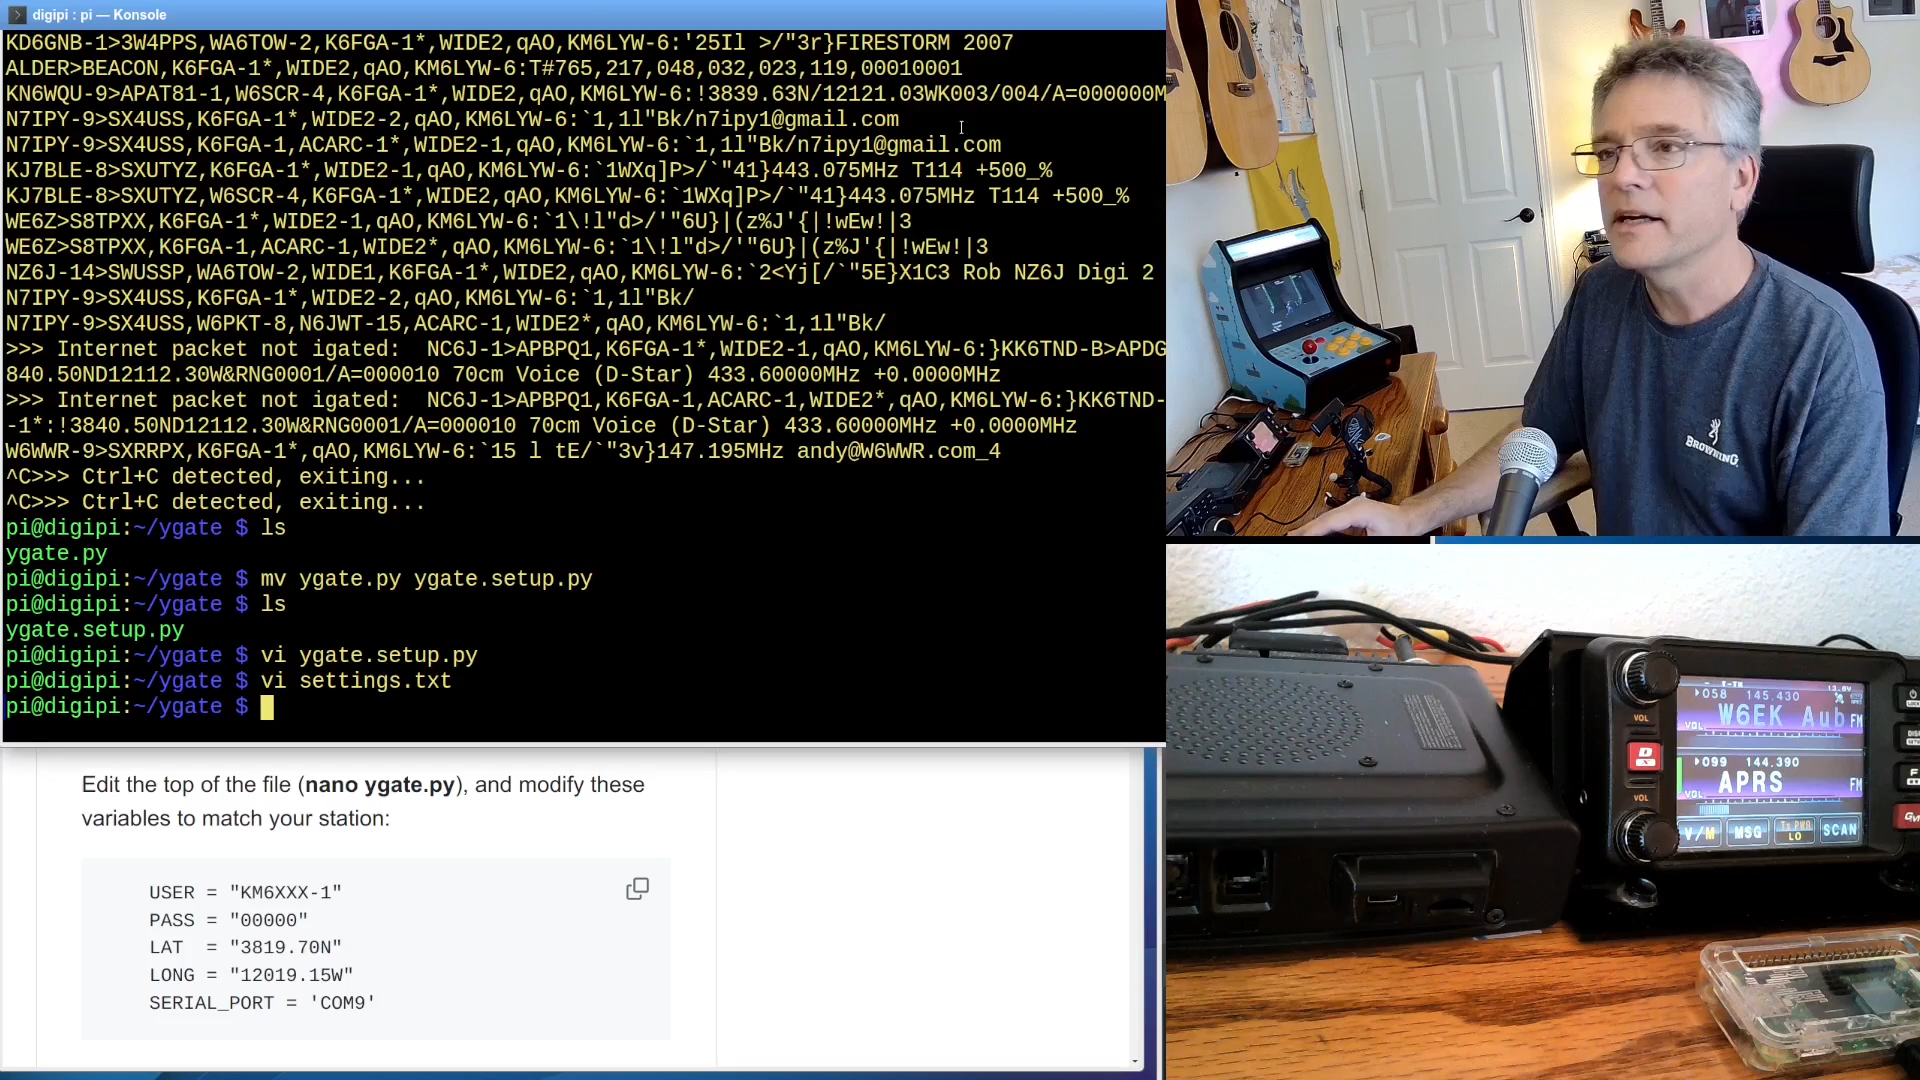 digipi : pi — Konsole
KD6GNB-1>3W4PPS,WA6TOW-2,K6FGA-1*,WIDE2,qAO,KM6LYW-6:'25Il >/"3r}FIRESTORM 2007
ALDER>BEACON,K6FGA-1*,WIDE2,qAO,KM6LYW-6:T#765,217,048,032,023,119,00010001
KN6WQU-9>APAT81-1,W6SCR-4,K6FGA-1*,WIDE2,qAO,KM6LYW-6:!3839.63N/12121.03WK003/004/A=000000M
N7IPY-9>SX4USS,K6FGA-1*,WIDE2-2,qAO,KM6LYW-6:`1,1l"Bk/n7ipy1@gmail.com
N7IPY-9>SX4USS,K6FGA-1,ACARC-1*,WIDE2-1,qAO,KM6LYW-6:`1,1l"Bk/n7ipy1@gmail.com
KJ7BLE-8>SXUTYZ,K6FGA-1*,WIDE2-1,qAO,KM6LYW-6:`1WXq]P>/`"41}443.075MHz T114 +500_%
KJ7BLE-8>SXUTYZ,W6SCR-4,K6FGA-1*,WIDE2,qAO,KM6LYW-6:`1WXq]P>/`"41}443.075MHz T114 +500_%
WE6Z>S8TPXX,K6FGA-1*,WIDE2-1,qAO,KM6LYW-6:`1\!l"d>/'"6U}|(z%J'{|!wEw!|3
WE6Z>S8TPXX,K6FGA-1,ACARC-1,WIDE2*,qAO,KM6LYW-6:`1\!l"d>/'"6U}|(z%J'{|!wEw!|3
NZ6J-14>SWUSSP,WA6TOW-2,WIDE1,K6FGA-1*,WIDE2,qAO,KM6LYW-6:`2<Yj[/`"5E}X1C3 Rob NZ6J Digi 2
N7IPY-9>SX4USS,K6FGA-1*,WIDE2-2,qAO,KM6LYW-6:`1,1l"Bk/
N7IPY-9>SX4USS,W6PKT-8,N6JWT-15,ACARC-1,WIDE2*,qAO,KM6LYW-6:`1,1l"Bk/
>>> Internet packet not igated:  NC6J-1>APBPQ1,K6FGA-1*,WIDE2-1,qAO,KM6LYW-6:}KK6TND-B>APDG
840.50ND12112.30W&RNG0001/A=000010 70cm Voice (D-Star) 433.60000MHz +0.0000MHz
>>> Internet packet not igated:  NC6J-1>APBPQ1,K6FGA-1,ACARC-1,WIDE2*,qAO,KM6LYW-6:}KK6TND-
-1*:!3840.50ND12112.30W&RNG0001/A=000010 70cm Voice (D-Star) 433.60000MHz +0.0000MHz
W6WWR-9>SXRRPX,K6FGA-1*,qAO,KM6LYW-6:`15 l tE/`"3v}147.195MHz andy@W6WWR.com_4
^C>>> Ctrl+C detected, exiting...
^C>>> Ctrl+C detected, exiting...
pi@digipi:~/ygate $ ls
ygate.py
pi@digipi:~/ygate $ mv ygate.py ygate.setup.py
pi@digipi:~/ygate $ ls
ygate.setup.py
pi@digipi:~/ygate $ vi ygate.setup.py
pi@digipi:~/ygate $ vi settings.txt
pi@digipi:~/ygate $
Edit the top of the file (nano ygate.py), and modify these
variables to match your station:
USER = "KM6XXX-1"
PASS = "00000"
LAT  = "3819.70N"
LONG = "12019.15W"
SERIAL_PORT = 'COM9'
BROWNING
058 145.430
VOL W6EK Aub FM
099 144.390
VOL APRS FM
V/M MSG TX PWR LO SCAN
VOL
VOL